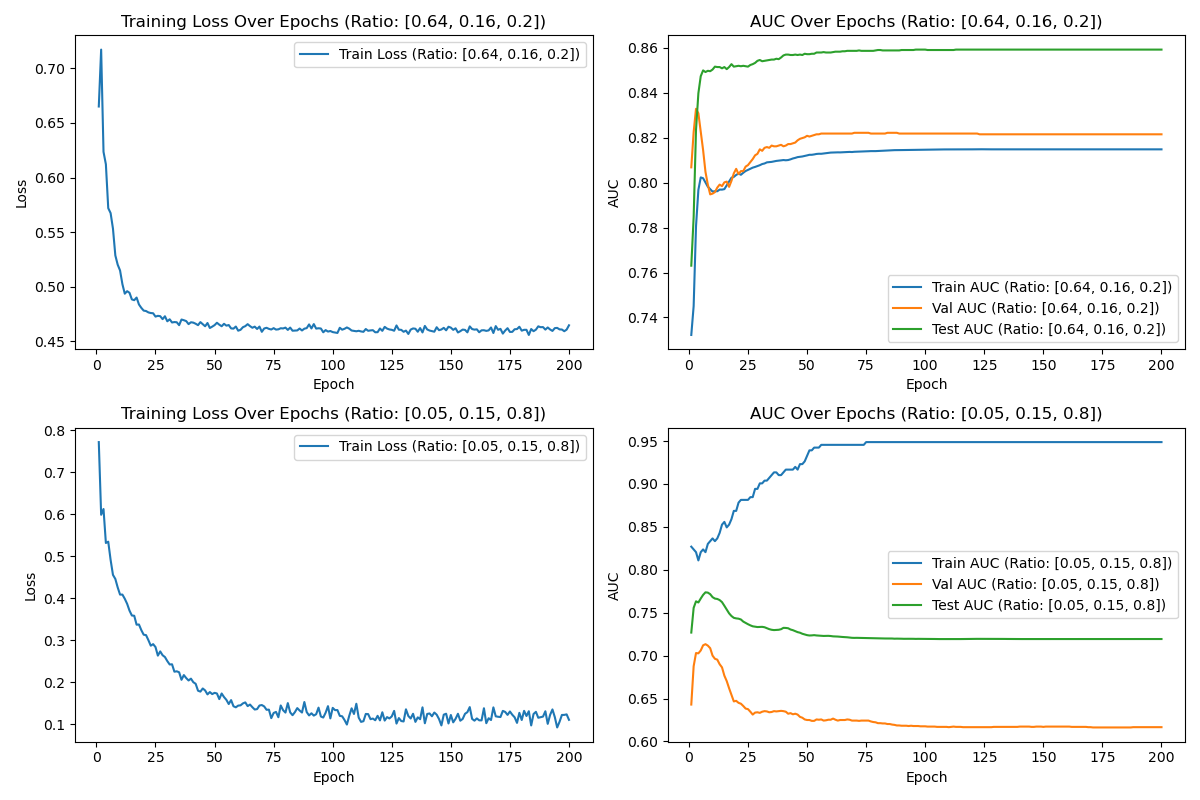 Training Loss Over Epochs (Ratio: [0.64, 0.16, 0.2])
Train Loss (Ratio: [0.64, 0.16, 0.2])
Loss
0.70
0.65
0.60
0.55
0.50
0.45
0 25 50 75 100 125 150 175 200
Epoch
AUC Over Epochs (Ratio: [0.64, 0.16, 0.2])
AUC
0.86
0.84
0.82
0.80
0.78
0.76
0.74
Train AUC (Ratio: [0.64, 0.16, 0.2])
Val AUC (Ratio: [0.64, 0.16, 0.2])
Test AUC (Ratio: [0.64, 0.16, 0.2])
0 25 50 75 100 125 150 175 200
Epoch
Training Loss Over Epochs (Ratio: [0.05, 0.15, 0.8])
Train Loss (Ratio: [0.05, 0.15, 0.8])
Loss
0.8
0.7
0.6
0.5
0.4
0.3
0.2
0.1
0 25 50 75 100 125 150 175 200
Epoch
AUC Over Epochs (Ratio: [0.05, 0.15, 0.8])
AUC
0.95
0.90
0.85
0.80
0.75
0.70
0.65
0.60
Train AUC (Ratio: [0.05, 0.15, 0.8])
Val AUC (Ratio: [0.05, 0.15, 0.8])
Test AUC (Ratio: [0.05, 0.15, 0.8])
0 25 50 75 100 125 150 175 200
Epoch